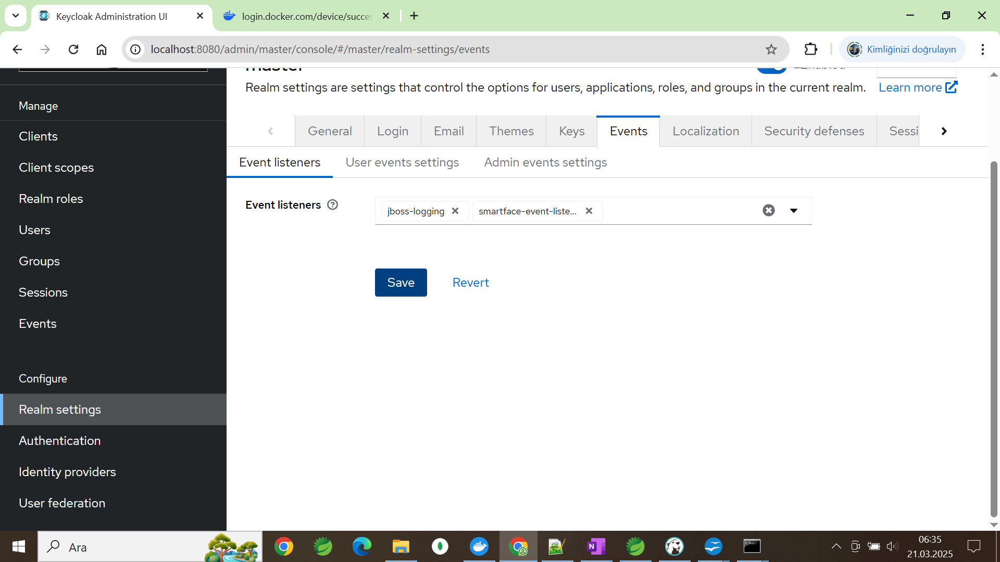 Keycloak Administration UI
login.docker.com/device/succes
localhost:8080/admin/master/console/#/master/realm-settings/events
Kimliğinizi doğrulayın
master
Enabled
Realm settings are settings that control the options for users, applications, roles, and groups in the current realm.
Learn more
Manage
Clients
Client scopes
Realm roles
Users
Groups
Sessions
Events
Configure
Realm settings
Authentication
Identity providers
User federation
General
Login
Email
Themes
Keys
Events
Localization
Security defenses
Sessi
Event listeners
User events settings
Admin events settings
Event listeners
jboss-logging
smartface-event-liste...
Save
Revert
Ara
06:35
21.03.2025